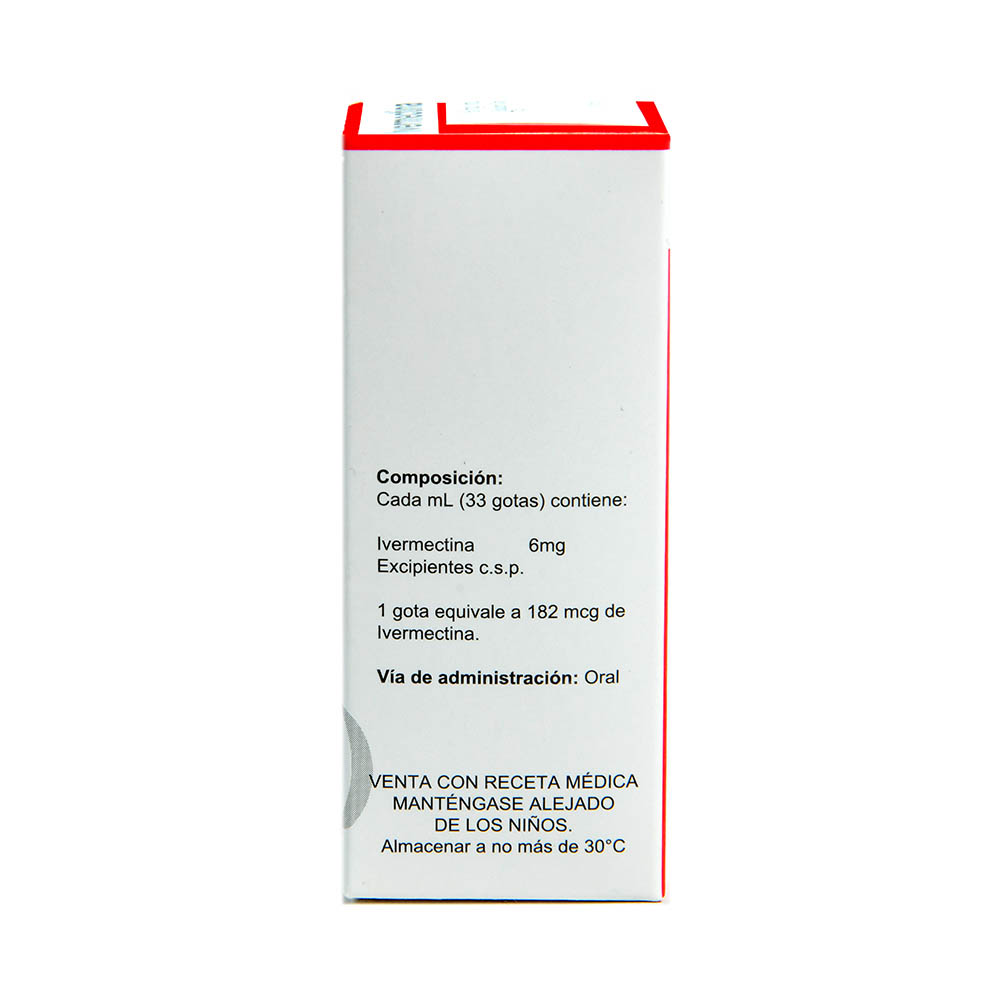 Composición:
Cada mL (33 gotas) contiene:
Ivermectina 6mg
Excipientes c.s.p.
1 gota equivale a 182 mcg de
Ivermectina.
Vía de administración: Oral
VENTA CON RECETA MÉDICA
MANTÉNGASE ALEJADO
DE LOS NIÑOS.
Almacenar a no más de 30°C